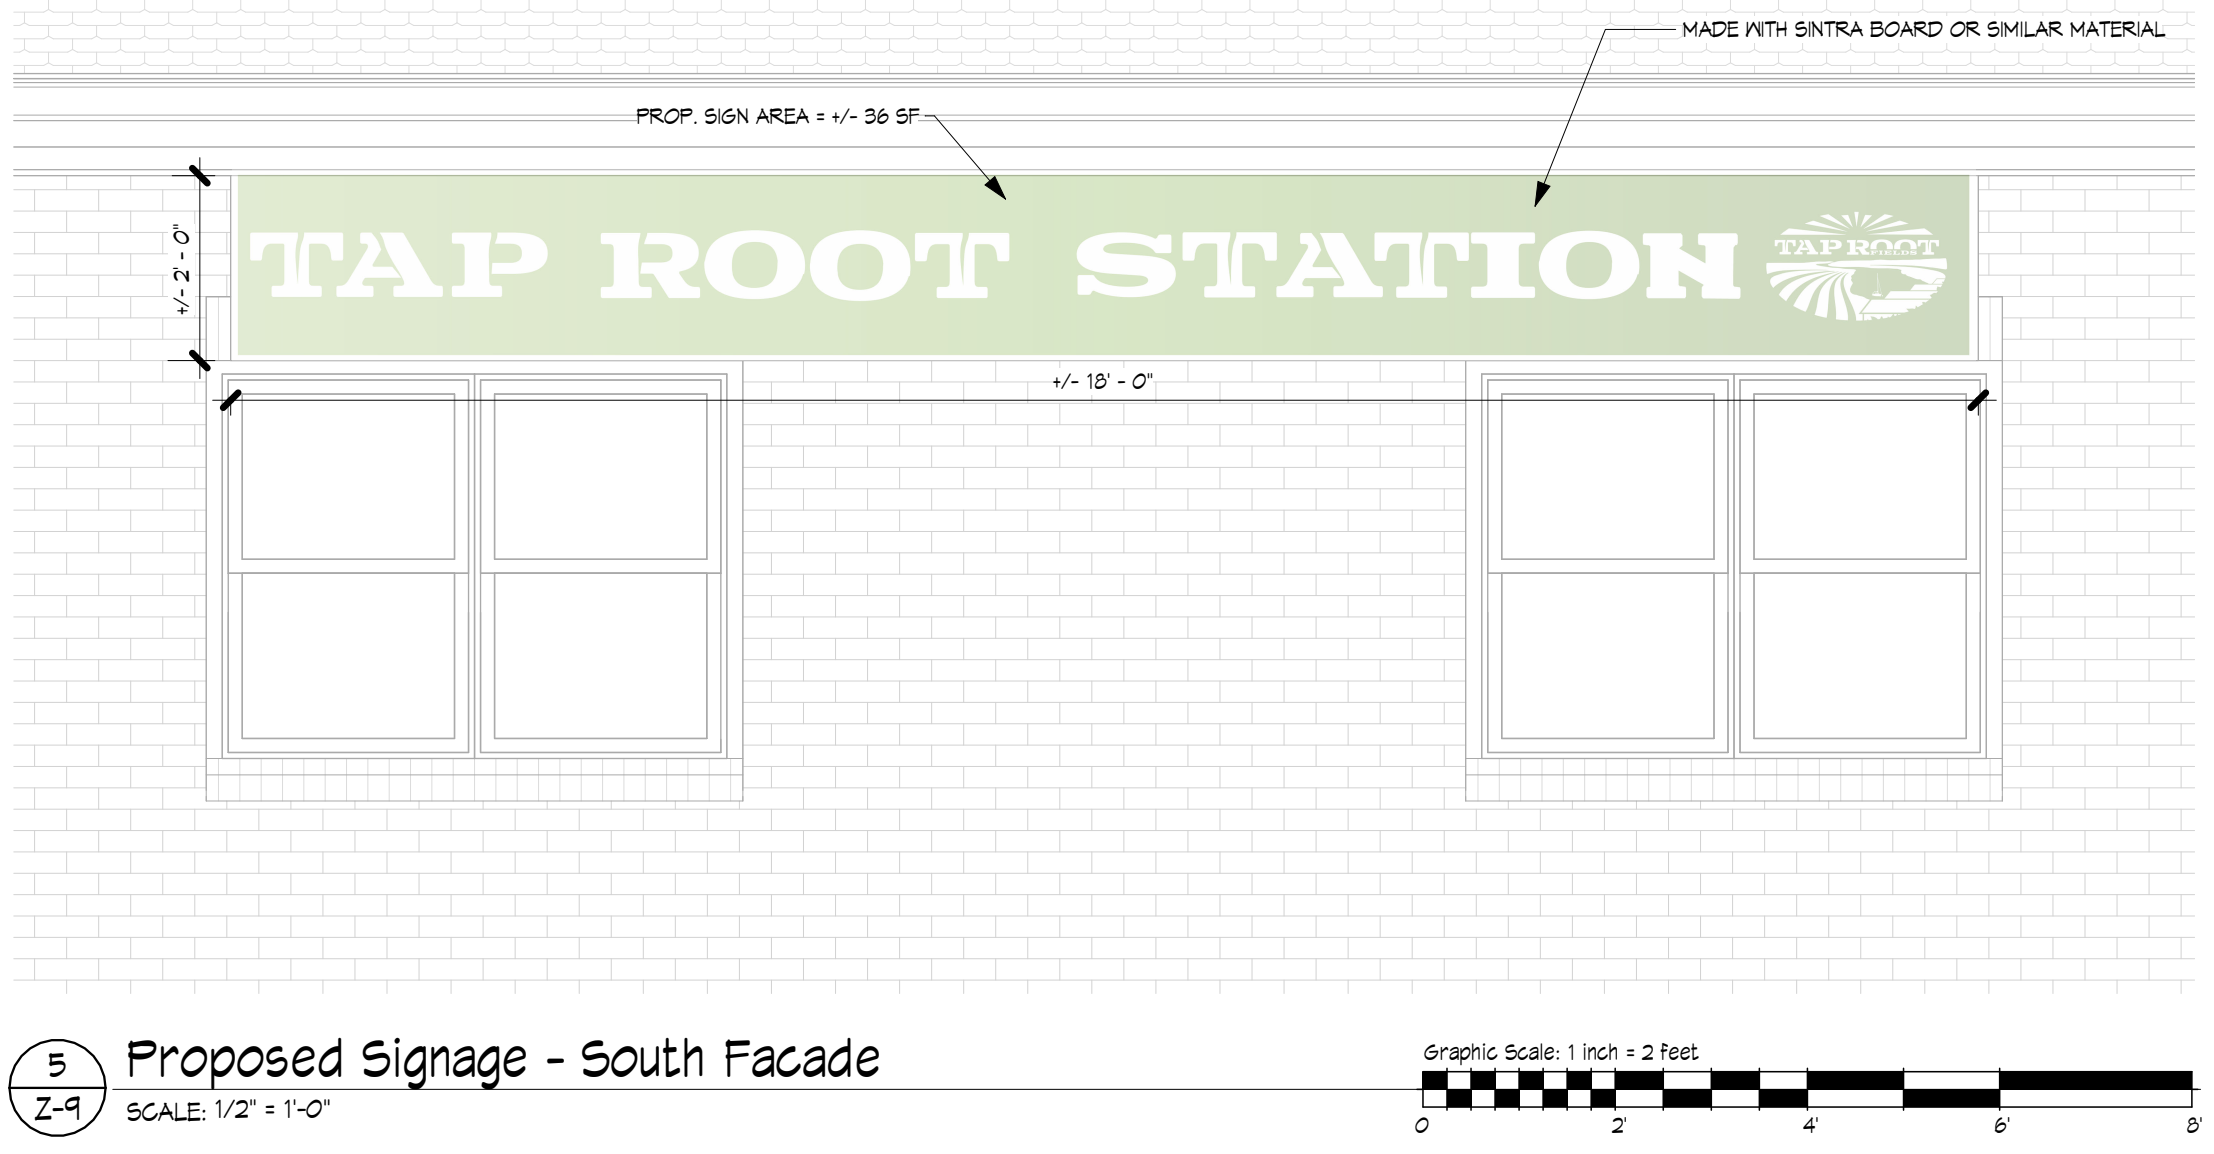 MADE WITH SINTRA BOARD OR SIMILAR MATERIAL
PROP. SIGN AREA = +/- 36 SF
+/- 2' - 0"
TAP ROOT STATION
TAP ROOT
FIELDS
+/- 18' - 0"
5
Z-9
Proposed Signage - South Facade
SCALE: 1/2" = 1'-0"
Graphic Scale: 1 inch = 2 feet
0 2' 4' 6' 8'